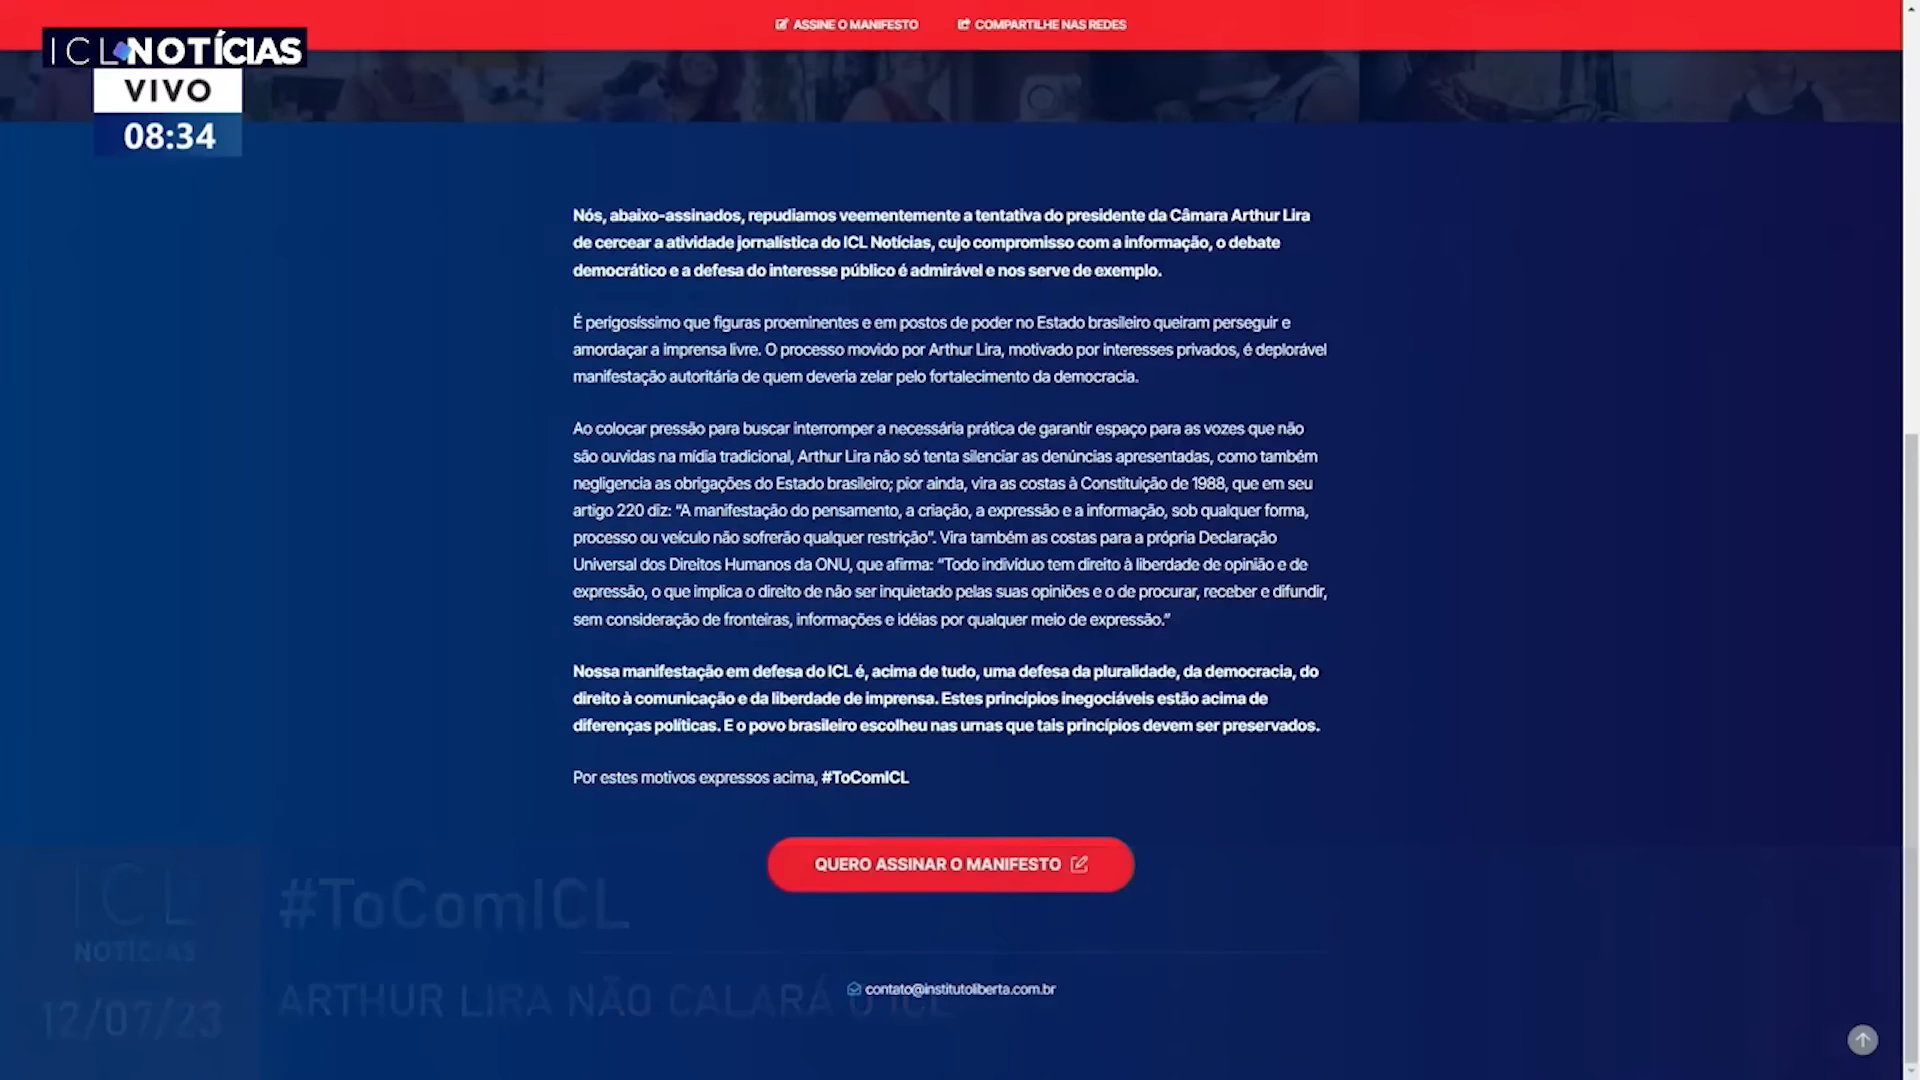 ASSINE O MANIFESTO
COMPARTILHE NAS REDES
ICL NOTÍCIAS
VIVO
08:34
Nós, abaixo-assinados, repudiamos veementemente a tentativa do presidente da Câmara Arthur Lira
de cercear a atividade jornalística do ICL Notícias, cujo compromisso com a informação, o debate
democrático e a defesa do interesse público é admirável e nos serve de exemplo.
É perigosíssimo que figuras proeminentes e em postos de poder no Estado brasileiro queiram perseguir e
amordaçar a imprensa livre. O processo movido por Arthur Lira, motivado por interesses privados, é deplorável
manifestação autoritária de quem deveria zelar pelo fortalecimento da democracia.
Ao colocar pressão para buscar interromper a necessária prática de garantir espaço para as vozes que não
são ouvidas na mídia tradicional, Arthur Lira não só tenta silenciar as denúncias apresentadas, como também
negligencia as obrigações do Estado brasileiro; pior ainda, vira as costas à Constituição de 1988, que em seu
artigo 220 diz: “A manifestação do pensamento, a criação, a expressão e a informação, sob qualquer forma,
processo ou veículo não sofrerão qualquer restrição". Vira também as costas para a própria Declaração
Universal dos Direitos Humanos da ONU, que afirma: “Todo indivíduo tem direito à liberdade de opinião e de
expressão, o que implica o direito de não ser inquietado pelas suas opiniões e o de procurar, receber e difundir,
sem consideração de fronteiras, informações e idéias por qualquer meio de expressão.”
Nossa manifestação em defesa do ICL é, acima de tudo, uma defesa da pluralidade, da democracia, do
direito à comunicação e da liberdade de imprensa. Estes princípios inegociáveis estão acima de
diferenças políticas. E o povo brasileiro escolheu nas urnas que tais princípios devem ser preservados.
Por estes motivos expressos acima, #ToComICL
QUERO ASSINAR O MANIFESTO
ICL
NOTÍCIAS
12/07/23
#ToComICL
ARTHUR LIRA NÃO CALARÁ O ICL
contato@institutoliberta.com.br